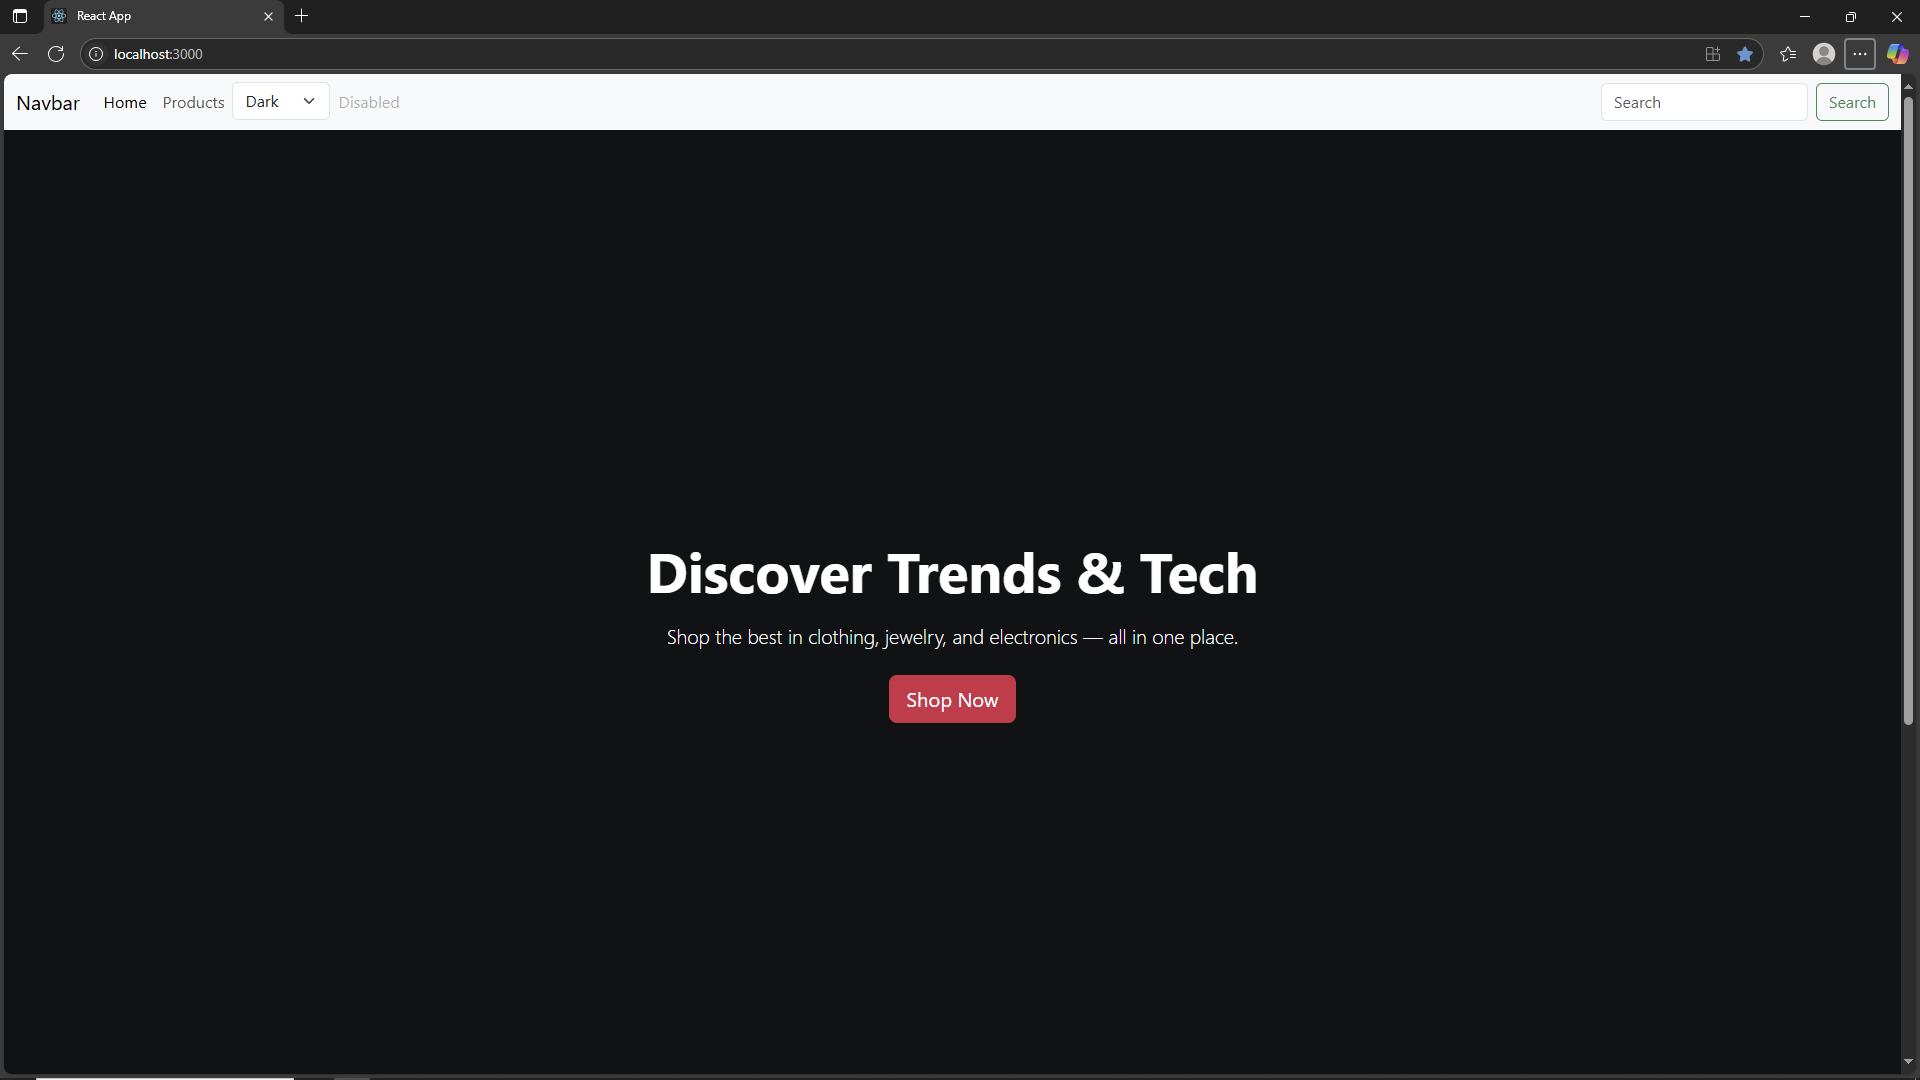 React App
localhost:3000
Navbar Home Products Dark Disabled Search Search
Discover Trends & Tech
Shop the best in clothing, jewelry, and electronics — all in one place.
Shop Now